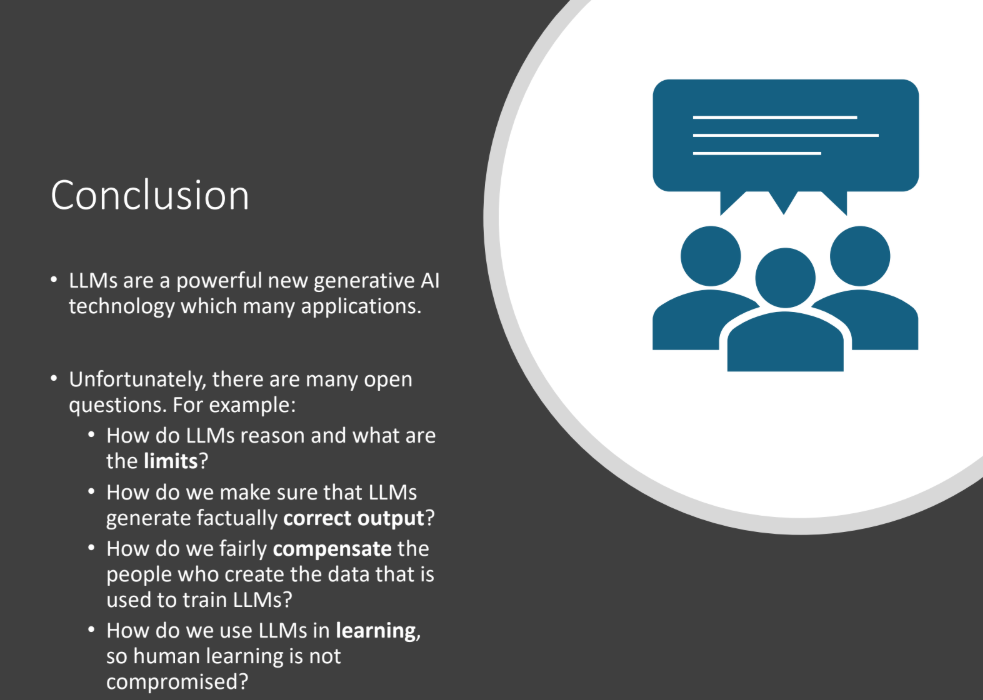 Conclusion
• LLMs are a powerful new generative AI
technology which many applications.
• Unfortunately, there are many open
questions. For example:
• How do LLMs reason and what are
the limits?
• How do we make sure that LLMs
generate factually correct output?
• How do we fairly compensate the
people who create the data that is
used to train LLMs?
• How do we use LLMs in learning,
so human learning is not
compromised?